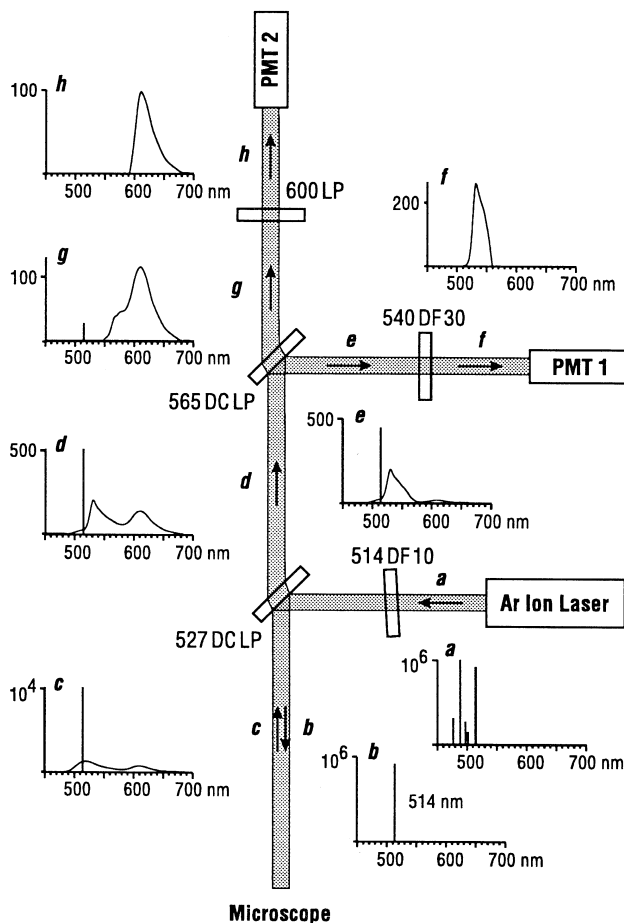 PMT 2
h
100
500 600 700 nm
h
600 LP
f
200
500 600 700 nm
g
100
500 600 700 nm
g
540 DF 30
e
f
PMT 1
565 DC LP
d
500
500 600 700 nm
d
e
500
500 600 700 nm
514 DF 10
a
Ar Ion Laser
527 DC LP
c
10⁴
500 600 700 nm
c b
a
10⁶
500 600 700 nm
b
10⁶
514 nm
500 600 700 nm
Microscope